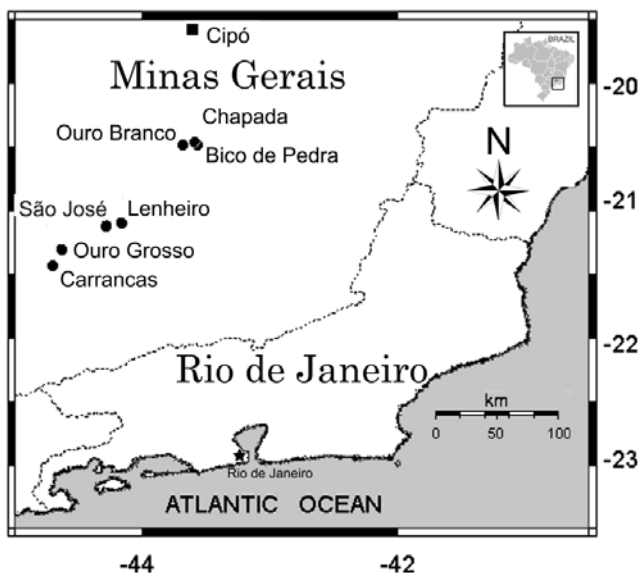 Cipó
BRAZIL
Minas Gerais
-20
Chapada
Ouro Branco
Bico de Pedra
N
São José
Lenheiro
-21
Ouro Grosso
Carrancas
-22
Rio de Janeiro
km
0 50 60 100
-23
Rio de Janeiro
ATLANTIC OCEAN
-44 -42